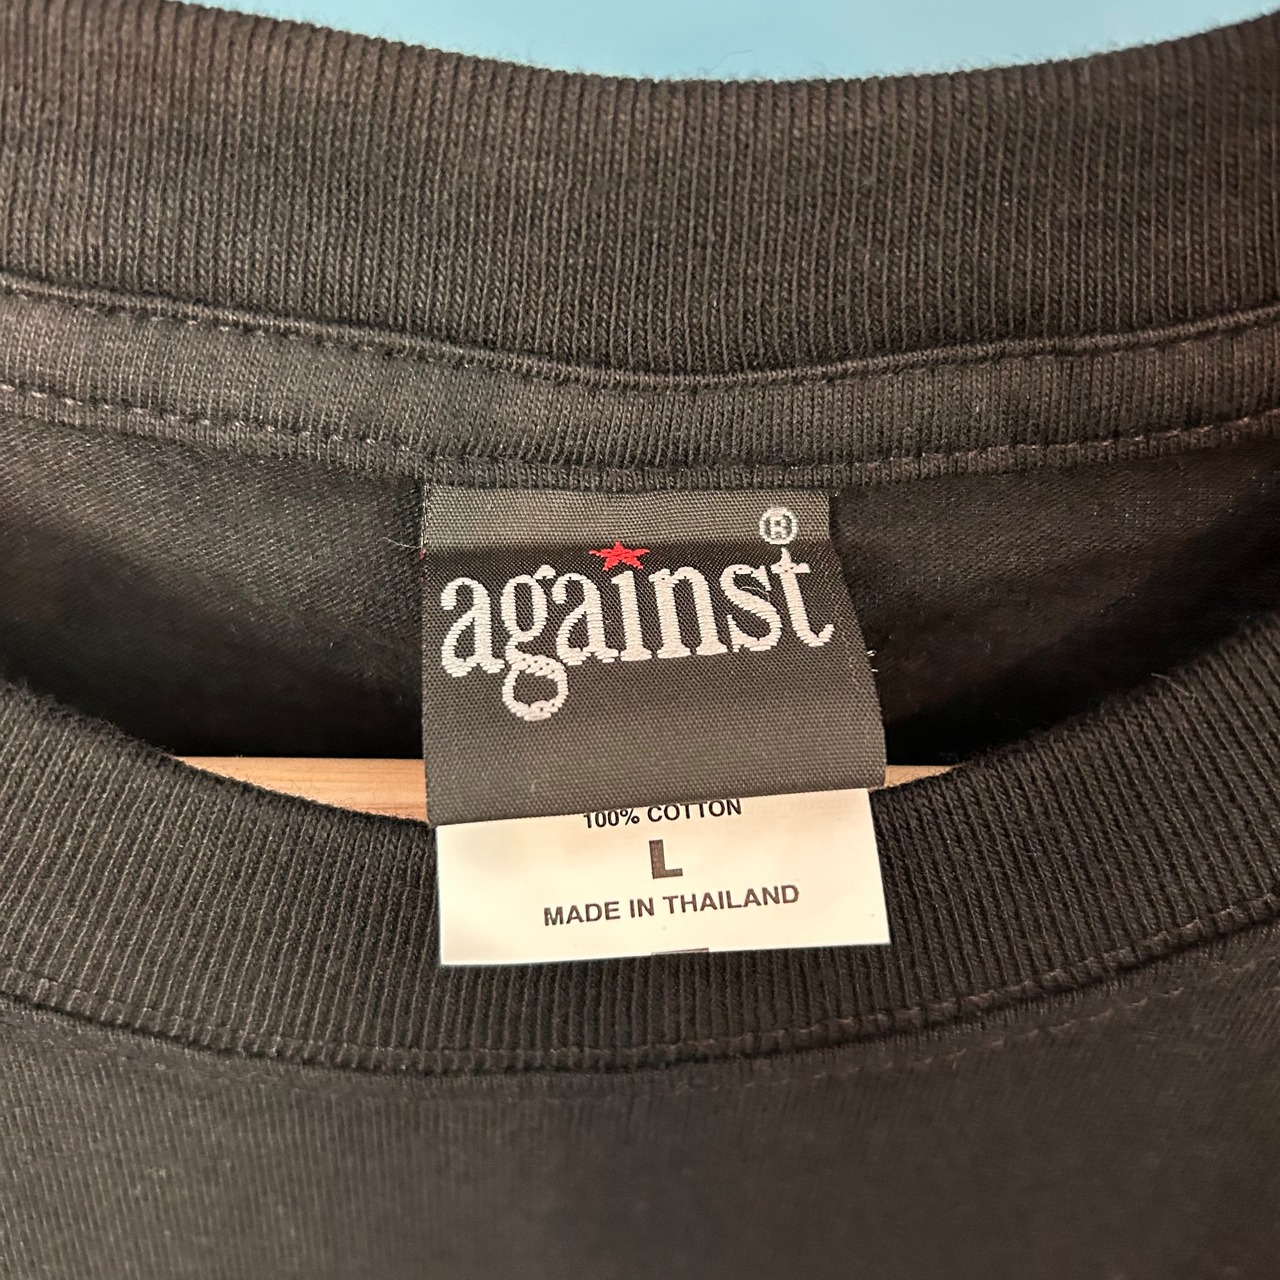 against®
100% COTTON
L
MADE IN THAILAND